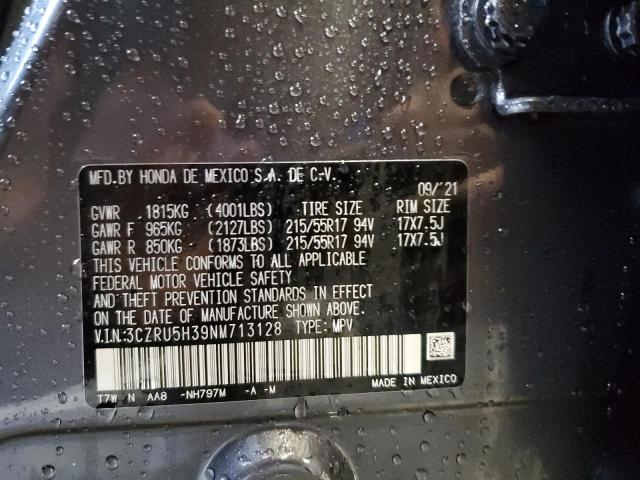 MFD.BY HONDA DE MEXICO S.A. DE C.V.
09/'21
GVWR 1815KG (4001LBS) TIRE SIZE RIM SIZE
GAWR F 965KG (2127LBS) 215/55R17 94V 17X7.5J
GAWR R 850KG (1873LBS) 215/55R17 94V 17X7.5J
THIS VEHICLE CONFORMS TO ALL APPLICABLE
FEDERAL MOTOR VEHICLE SAFETY
AND THEFT PREVENTION STANDARDS IN EFFECT
ON THE DATE OF MANUFACTURE SHOWN ABOVE.
V.I.N:3CZRU5H39NM713128 TYPE: MPV
MADE IN MEXICO
T7W N AA8 -NH797M -A -M